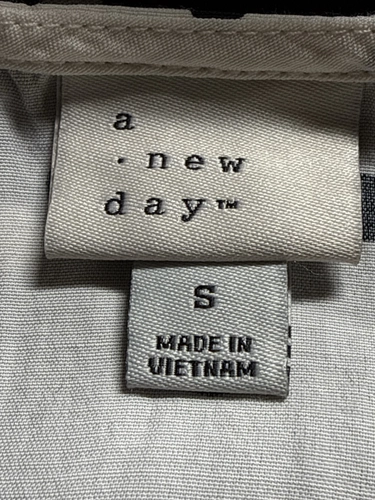 a
· new
day™
S
MADE IN
VIETNAM